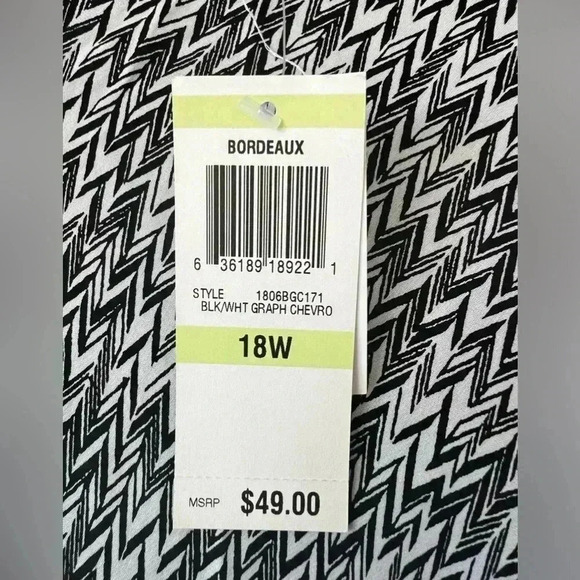 BORDEAUX
6 36189 18922 1
STYLE 1806BGC171
BLK/WHT GRAPH CHEVRO
18W
MSRP $49.00